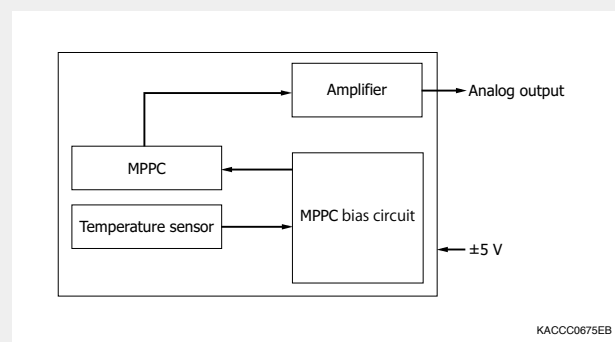 Amplifier
Analog output
MPPC
MPPC bias circuit
Temperature sensor
±5 V
KACCC0675EB